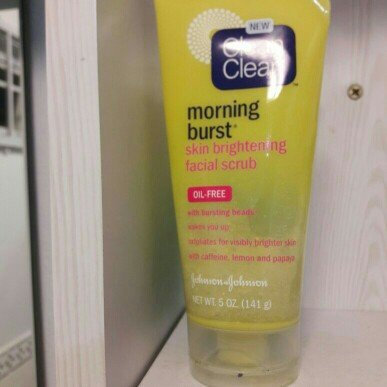 NEW
Clean
Clear
morning
burst®
skin brightening
facial scrub
OIL-FREE
with bursting beads
wakes you up
exfoliates for visibly brighter skin
with caffeine, lemon and papaya
Johnson & Johnson
NET WT. 5 OZ. (141 g)